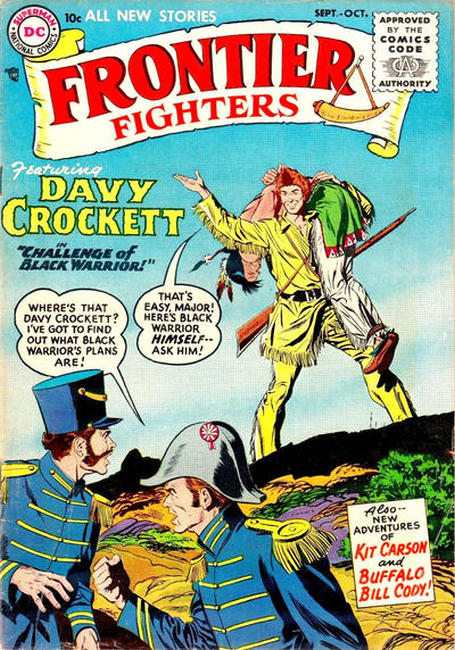 SUPERMAN
DC
NATIONAL COMICS
10c ALL NEW STORIES
SEPT.-OCT.
APPROVED
BY THE
COMICS
CODE
CA
AUTHORITY
FRONTIER
FIGHTERS
Featuring
DAVY
CROCKETT
IN
"CHALLENGE of
BLACK WARRIOR!"
WHERE'S THAT
DAVY CROCKETT?
I'VE GOT TO FIND
OUT WHAT BLACK
WARRIOR'S PLANS
ARE!
THAT'S
EASY, MAJOR!
HERE'S BLACK
WARRIOR
HIMSELF--
ASK HIM!
Also--
NEW
ADVENTURES
OF
KIT CARSON
and
BUFFALO
BILL CODY!